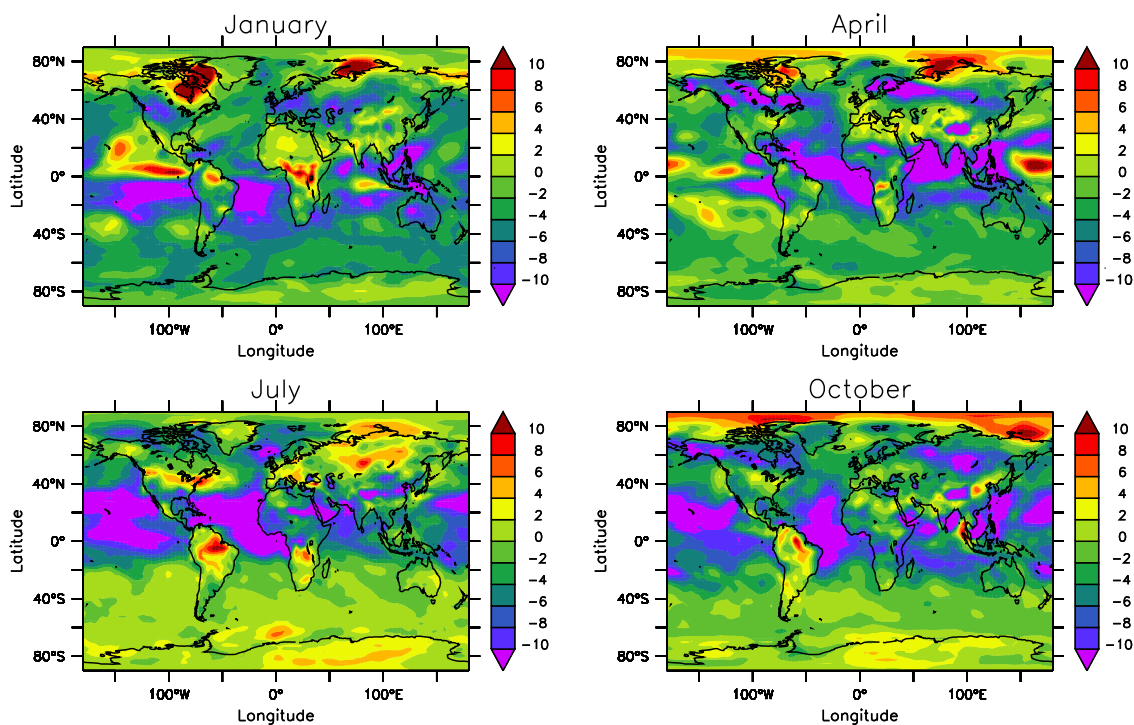 January
80°N
40°N
0°
40°S
80°S
Latitude
100°W
0°
100°E
Longitude
10
8
6
4
2
0
−2
−4
−6
−8
−10
April
80°N
40°N
0°
40°S
80°S
Latitude
100°W
0°
100°E
Longitude
10
8
6
4
2
0
−2
−4
−6
−8
−10
July
80°N
40°N
0°
40°S
80°S
Latitude
100°W
0°
100°E
Longitude
10
8
6
4
2
0
−2
−4
−6
−8
−10
October
80°N
40°N
0°
40°S
80°S
Latitude
100°W
0°
100°E
Longitude
10
8
6
4
2
0
−2
−4
−6
−8
−10